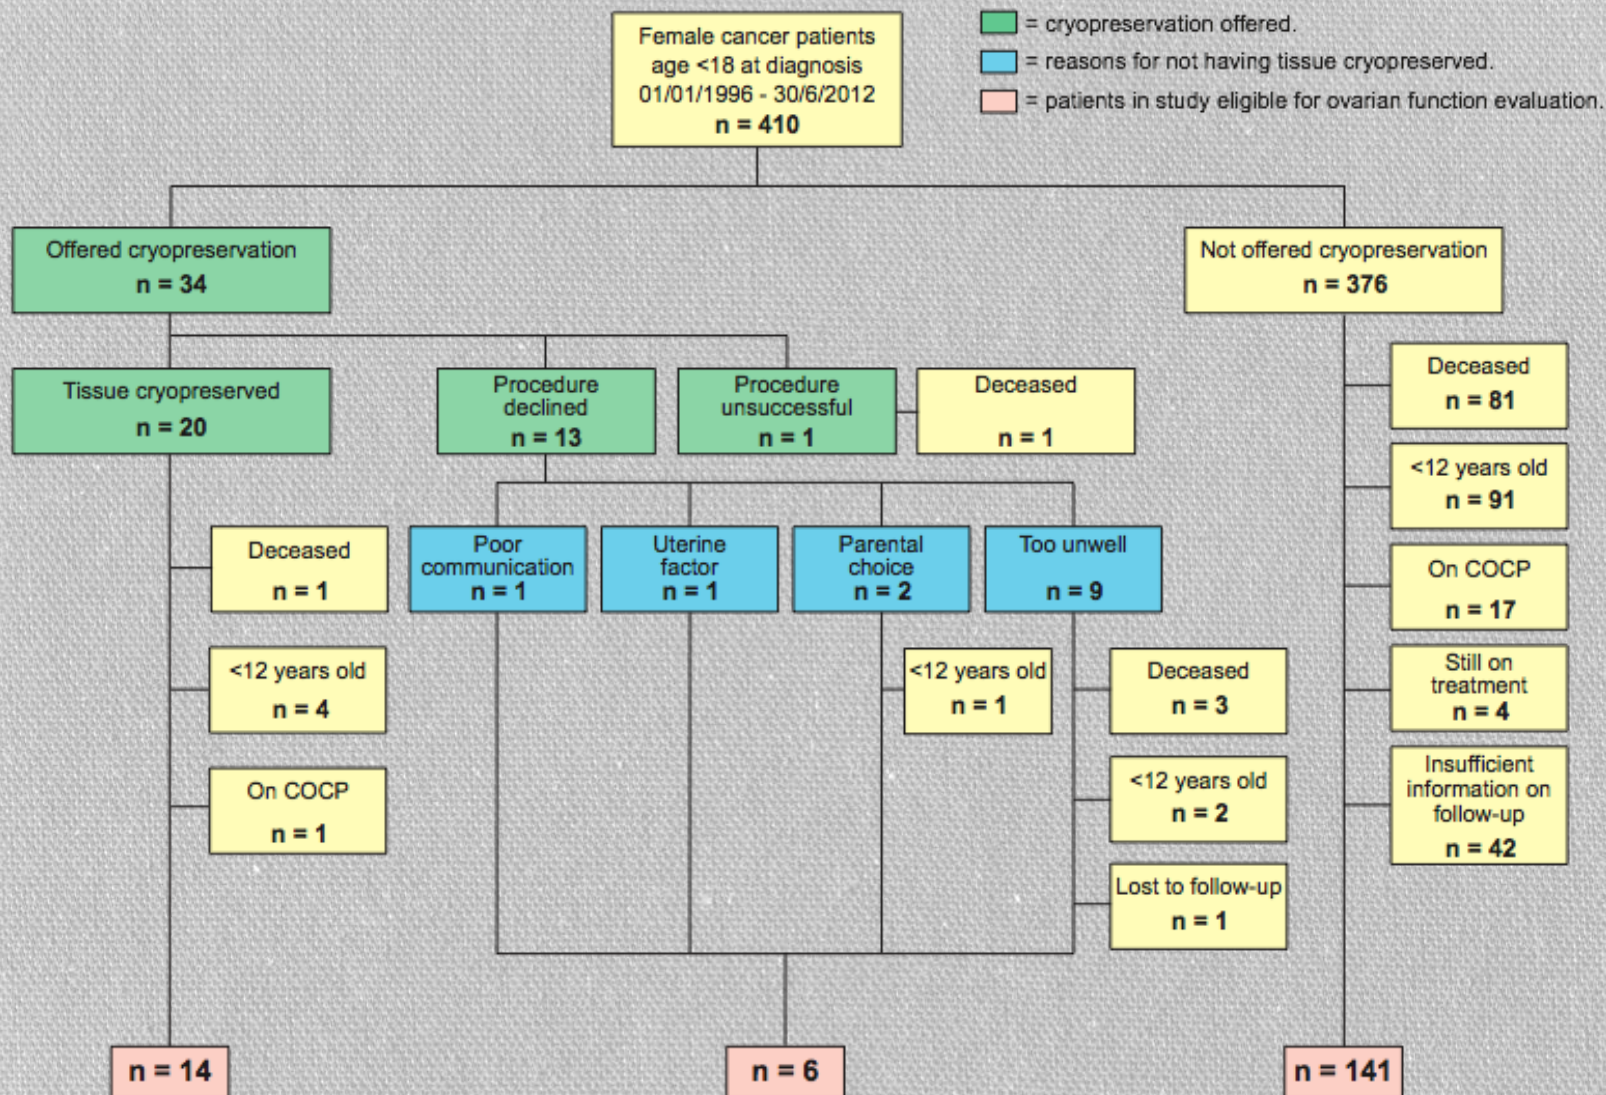 Female cancer patients
age <18 at diagnosis
01/01/1996 - 30/6/2012
n = 410
= cryopreservation offered.
= reasons for not having tissue cryopreserved.
= patients in study eligible for ovarian function evaluation.
Offered cryopreservation
n = 34
Not offered cryopreservation
n = 376
Tissue cryopreserved
n = 20
Procedure
declined
n = 13
Procedure
unsuccessful
n = 1
Deceased
n = 1
Deceased
n = 81
<12 years old
n = 91
On COCP
n = 17
Still on
treatment
n = 4
Insufficient
information on
follow-up
n = 42
Deceased
n = 1
<12 years old
n = 4
On COCP
n = 1
Poor
communication
n = 1
Uterine
factor
n = 1
Parental
choice
n = 2
Too unwell
n = 9
<12 years old
n = 1
Deceased
n = 3
<12 years old
n = 2
Lost to follow-up
n = 1
n = 14
n = 6
n = 141